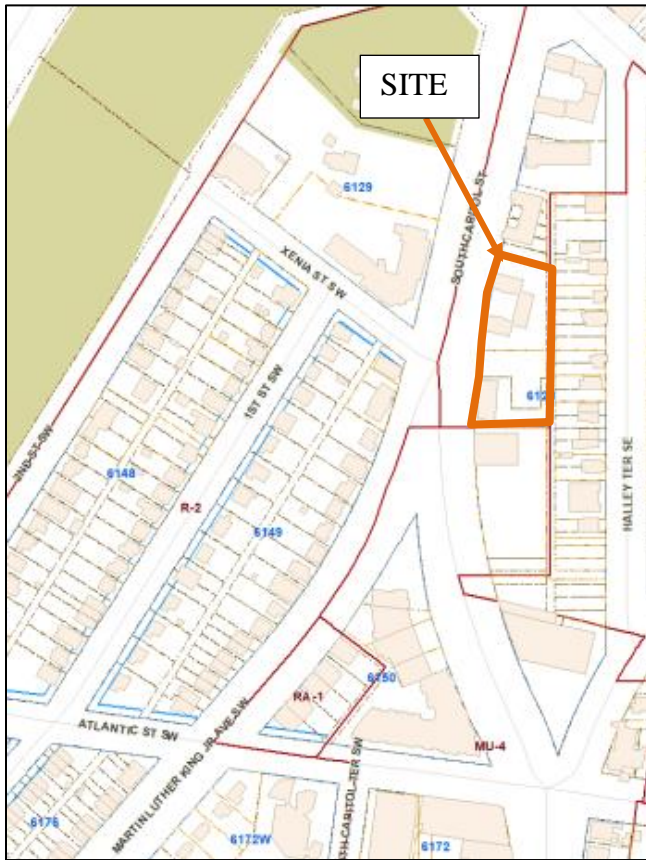 SITE
6129
SOUTH CAPITOL ST
XENIA ST SW
1ST ST SW
2ND ST SW
6148
R-2
6149
HALLEY TER SE
RA-1
6150
MU-4
ATLANTIC ST SW
MARTIN LUTHER KING JR AVE SW
6176
6172W
6172